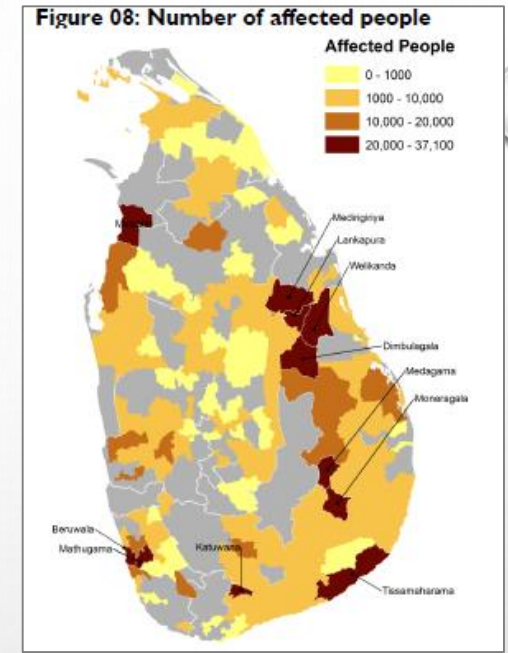 Figure 08: Number of affected people
Affected People
0 - 1000
1000 - 10,000
10,000 - 20,000
20,000 - 37,100
Medirigiriya
Lankapura
Welikanda
Dimbulagala
Medagama
Moneragala
Beruwala
Mathugama
Katuwana
Tissamaharama